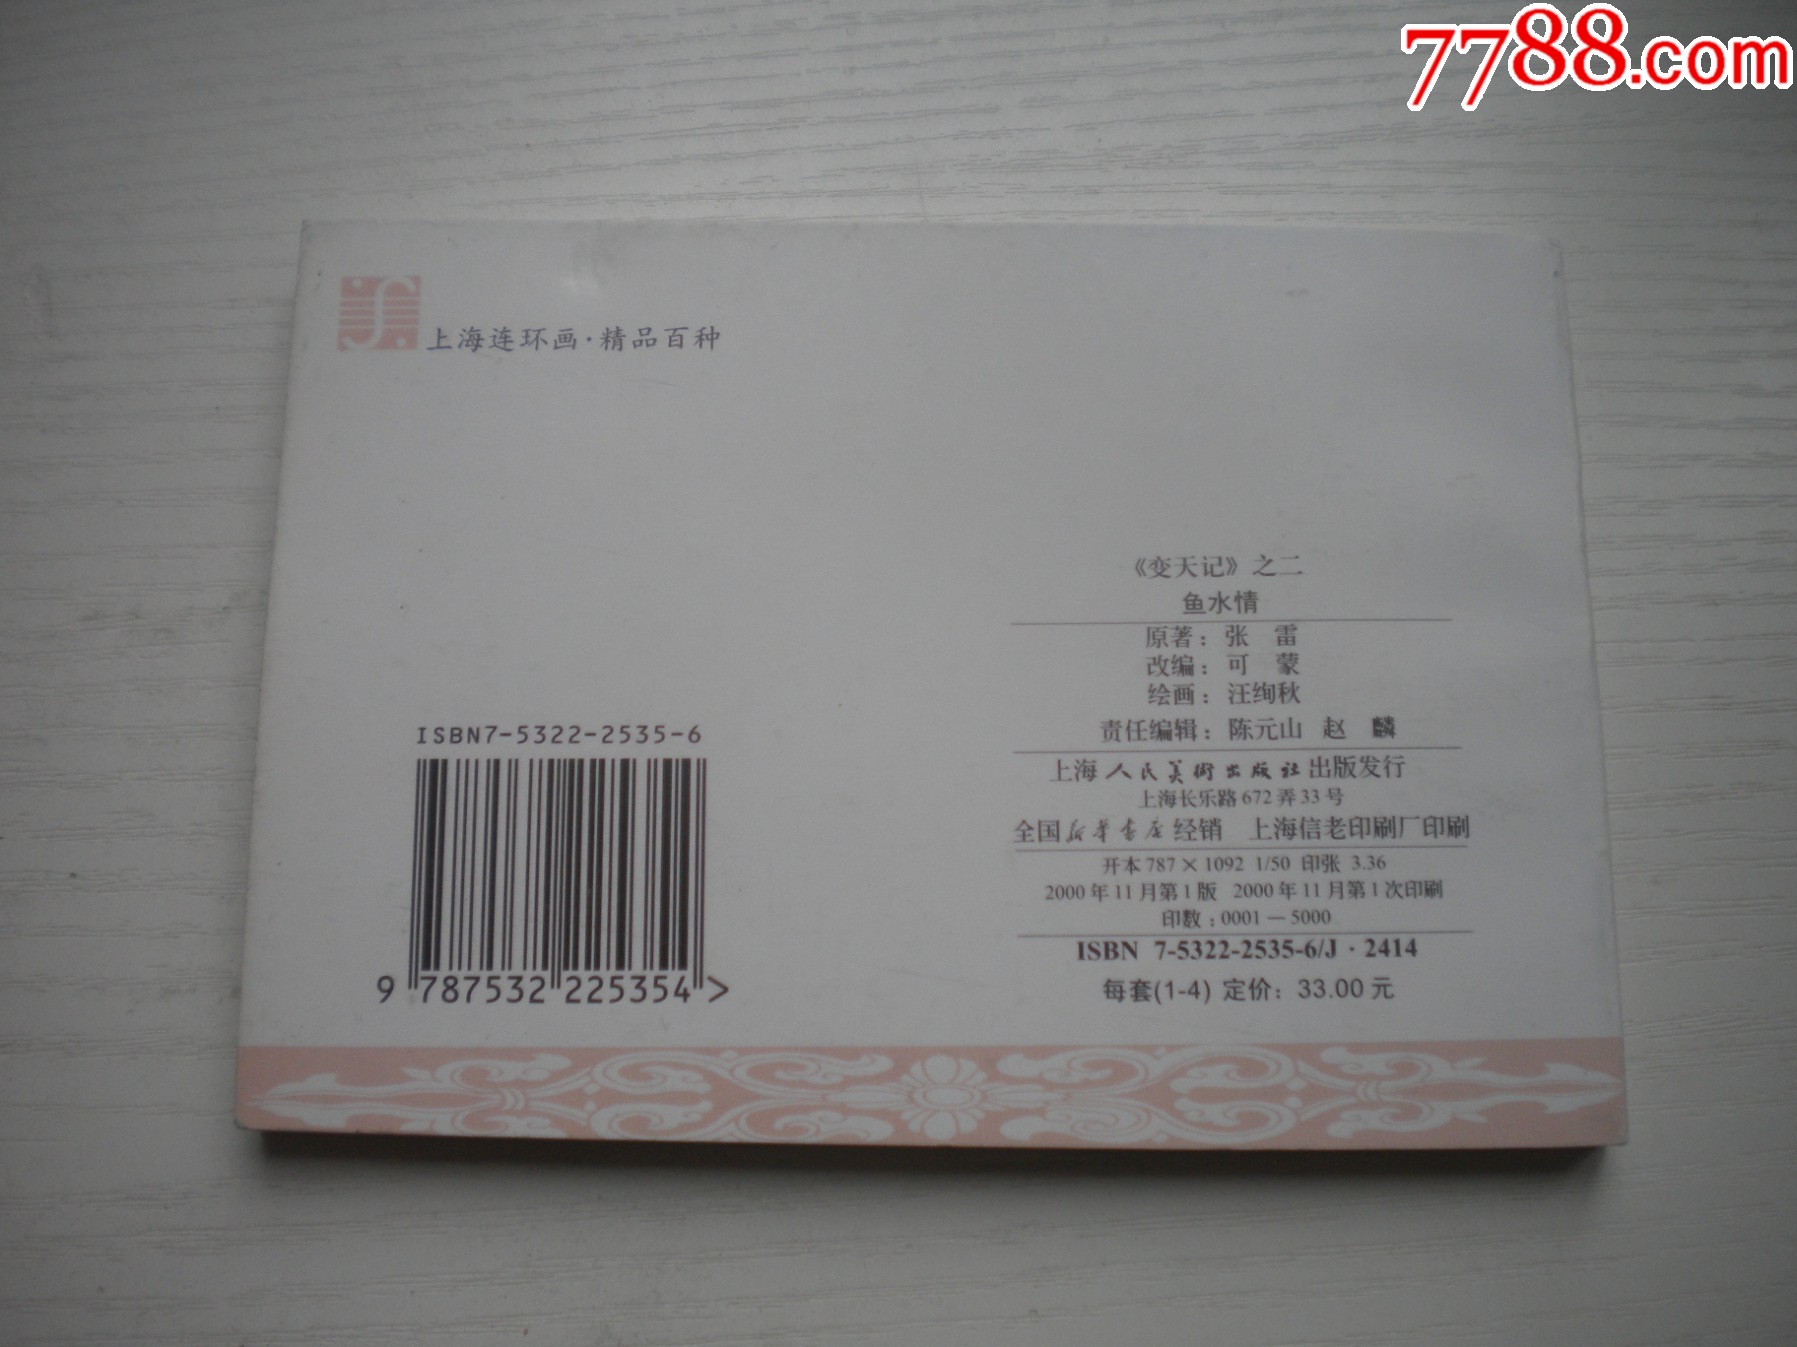 7788.com
上海连环画·精品百种
《变天记》之二
鱼水情
原著：张　雷
改编：可　蒙
绘画：汪绚秋
责任编辑：陈元山　赵　麟
上海人民美術出版社出版发行
上海长乐路672弄33号
全国新华书店经销　上海信老印刷厂印刷
开本 787×1092 1/50 印张 3.36
2000年11月第1版 2000年11月第1次印刷
印数：0001－5000
ISBN 7-5322-2535-6/J·2414
每套(1-4) 定价：33.00元
ISBN7-5322-2535-6
9 787532 225354 >